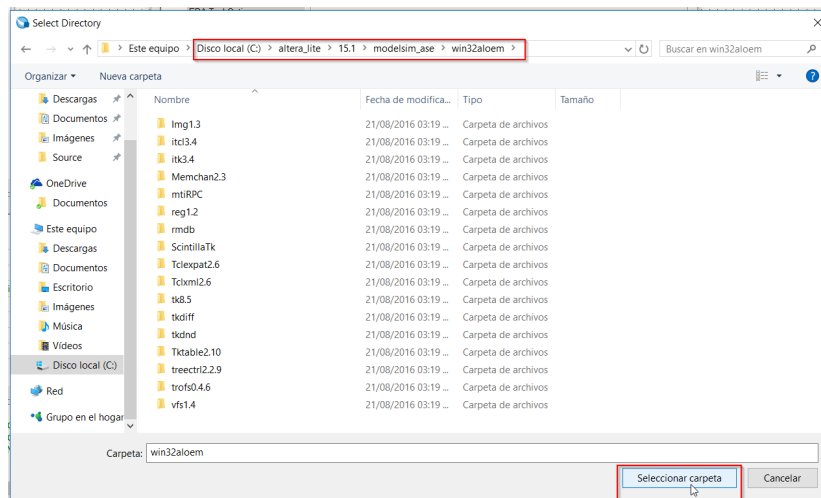 Select Directory
Este equipo > Disco local (C:) > altera_lite > 15.1 > modelsim_ase > win32aloem >
Buscar en win32aloem
Organizar
Nueva carpeta
Descargas
Documentos
Imágenes
Source
OneDrive
Documentos
Este equipo
Descargas
Documentos
Escritorio
Imágenes
Música
Vídeos
Disco local (C:)
Red
Grupo en el hogar
Nombre Fecha de modifica... Tipo Tamaño
Img1.3 21/08/2016 03:19 ... Carpeta de archivos
itcl3.4 21/08/2016 03:19 ... Carpeta de archivos
itk3.4 21/08/2016 03:19 ... Carpeta de archivos
Memchan2.3 21/08/2016 03:19 ... Carpeta de archivos
mtiRPC 21/08/2016 03:19 ... Carpeta de archivos
reg1.2 21/08/2016 03:19 ... Carpeta de archivos
rmdb 21/08/2016 03:19 ... Carpeta de archivos
ScintillaTk 21/08/2016 03:19 ... Carpeta de archivos
Tclexpat2.6 21/08/2016 03:19 ... Carpeta de archivos
Tclxml2.6 21/08/2016 03:19 ... Carpeta de archivos
tk8.5 21/08/2016 03:19 ... Carpeta de archivos
tkdiff 21/08/2016 03:19 ... Carpeta de archivos
tkdnd 21/08/2016 03:19 ... Carpeta de archivos
Tktable2.10 21/08/2016 03:19 ... Carpeta de archivos
treectrl2.2.9 21/08/2016 03:19 ... Carpeta de archivos
trofs0.4.6 21/08/2016 03:19 ... Carpeta de archivos
vfs1.4 21/08/2016 03:19 ... Carpeta de archivos
Carpeta: win32aloem
Seleccionar carpeta
Cancelar